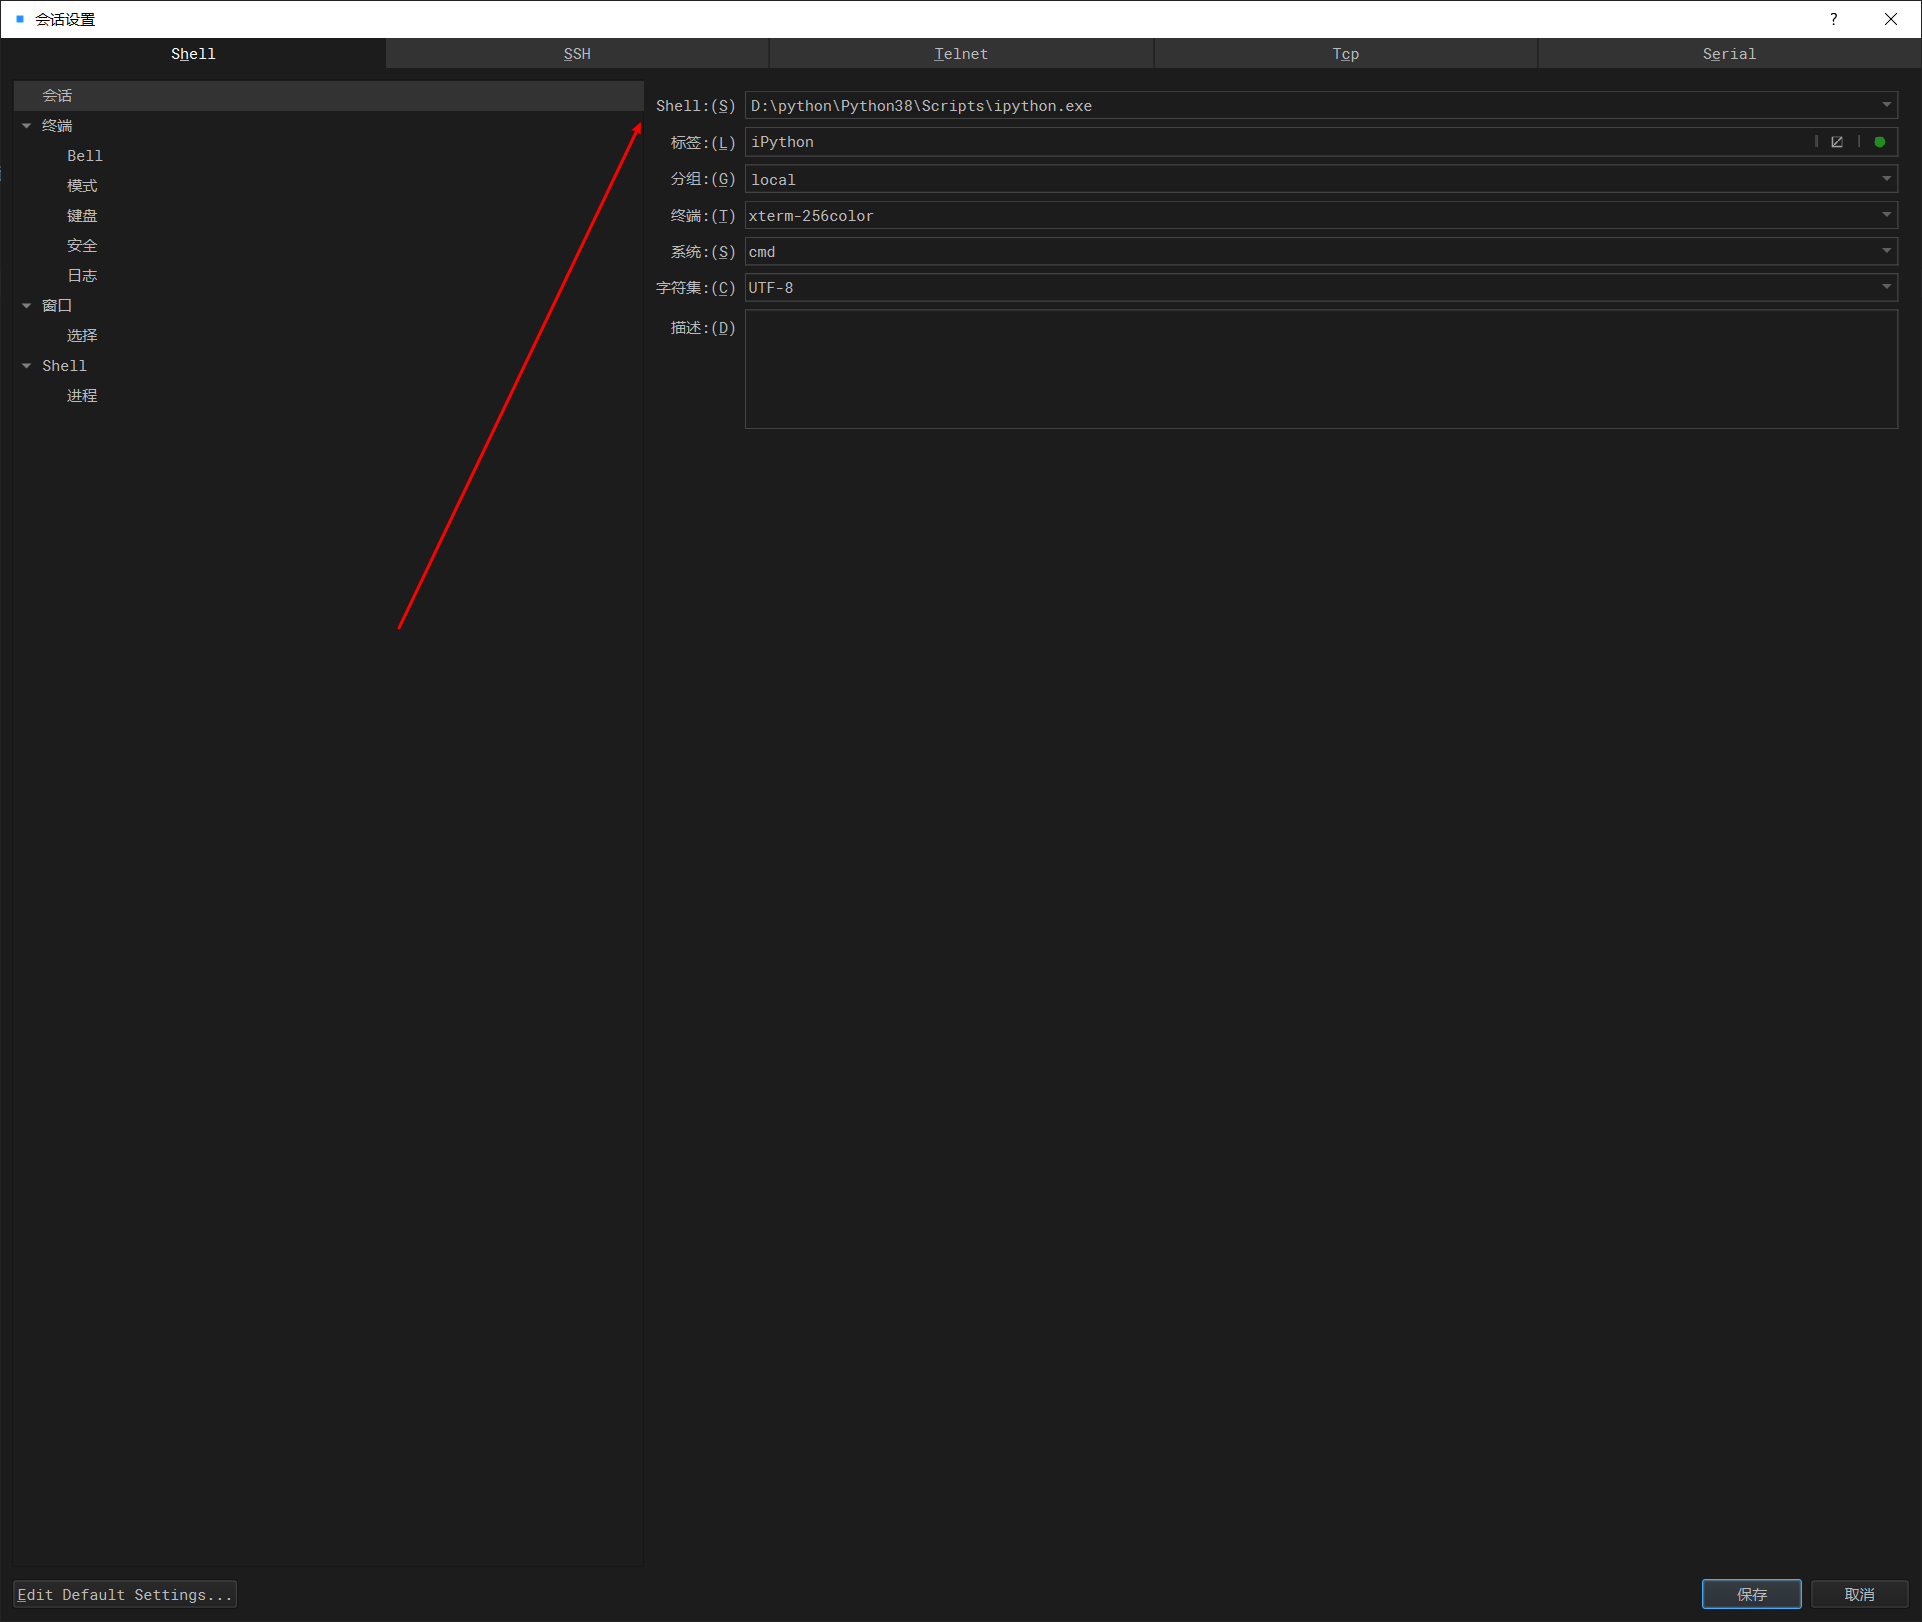 会话设置
?
Shell SSH Telnet Tcp Serial
会话
终端
Bell
模式
键盘
安全
日志
窗口
选择
Shell
进程
Shell:(S) D:\python\Python38\Scripts\ipython.exe
标签:(L) iPython
分组:(G) local
终端:(T) xterm-256color
系统:(S) cmd
字符集:(C) UTF-8
描述:(D)
Edit Default Settings...
保存 取消